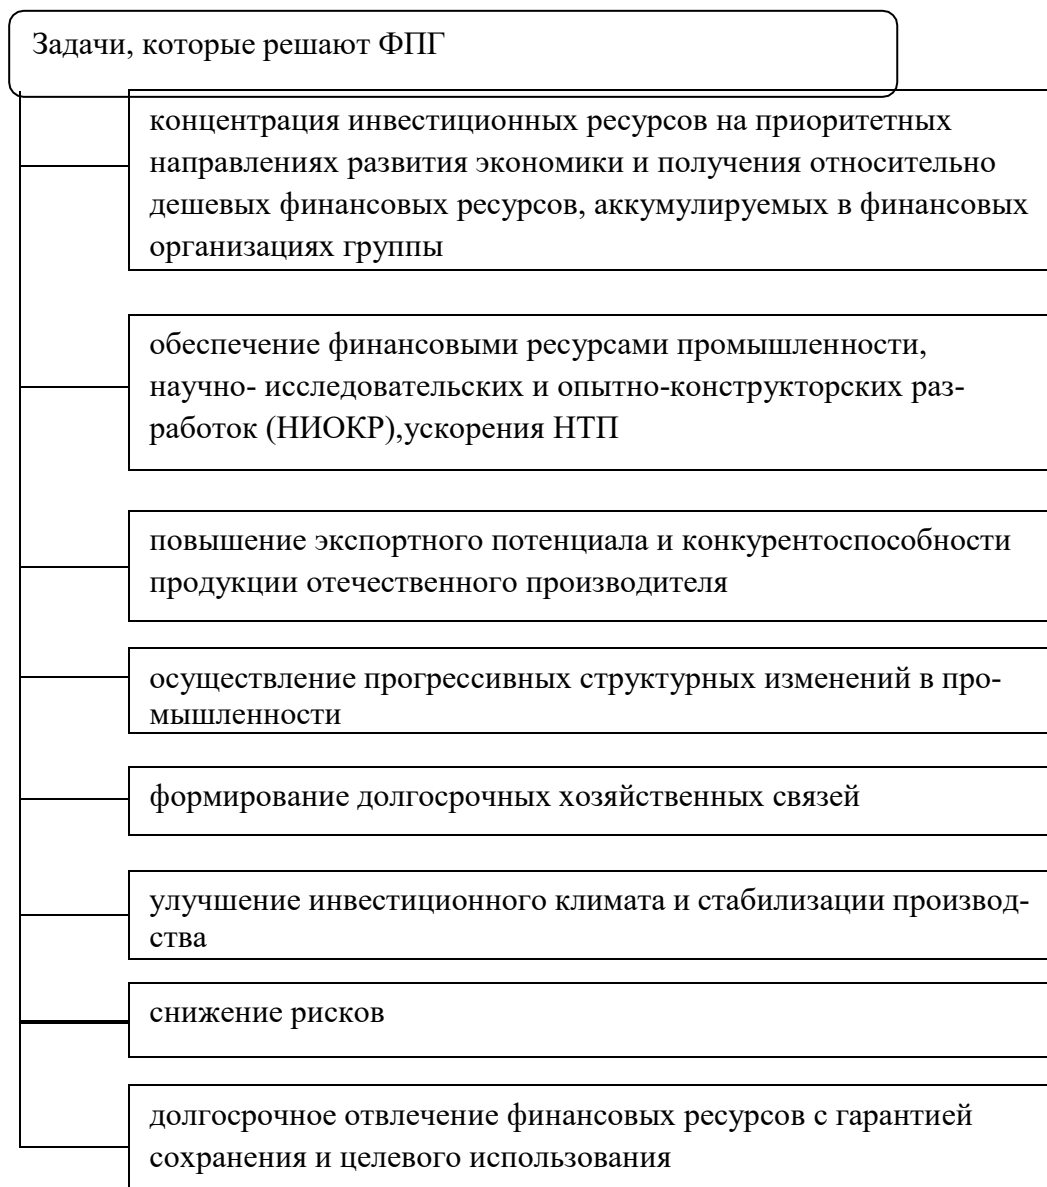 Задачи, которые решают ФПГ
концентрация инвестиционных ресурсов на приоритетных
направлениях развития экономики и получения относительно
дешевых финансовых ресурсов, аккумулируемых в финансовых
организациях группы
обеспечение финансовыми ресурсами промышленности,
научно- исследовательских и опытно-конструкторских раз-
работок (НИОКР),ускорения НТП
повышение экспортного потенциала и конкурентоспособности
продукции отечественного производителя
осуществление прогрессивных структурных изменений в про-
мышленности
формирование долгосрочных хозяйственных связей
улучшение инвестиционного климата и стабилизации производ-
ства
снижение рисков
долгосрочное отвлечение финансовых ресурсов с гарантией
сохранения и целевого использования